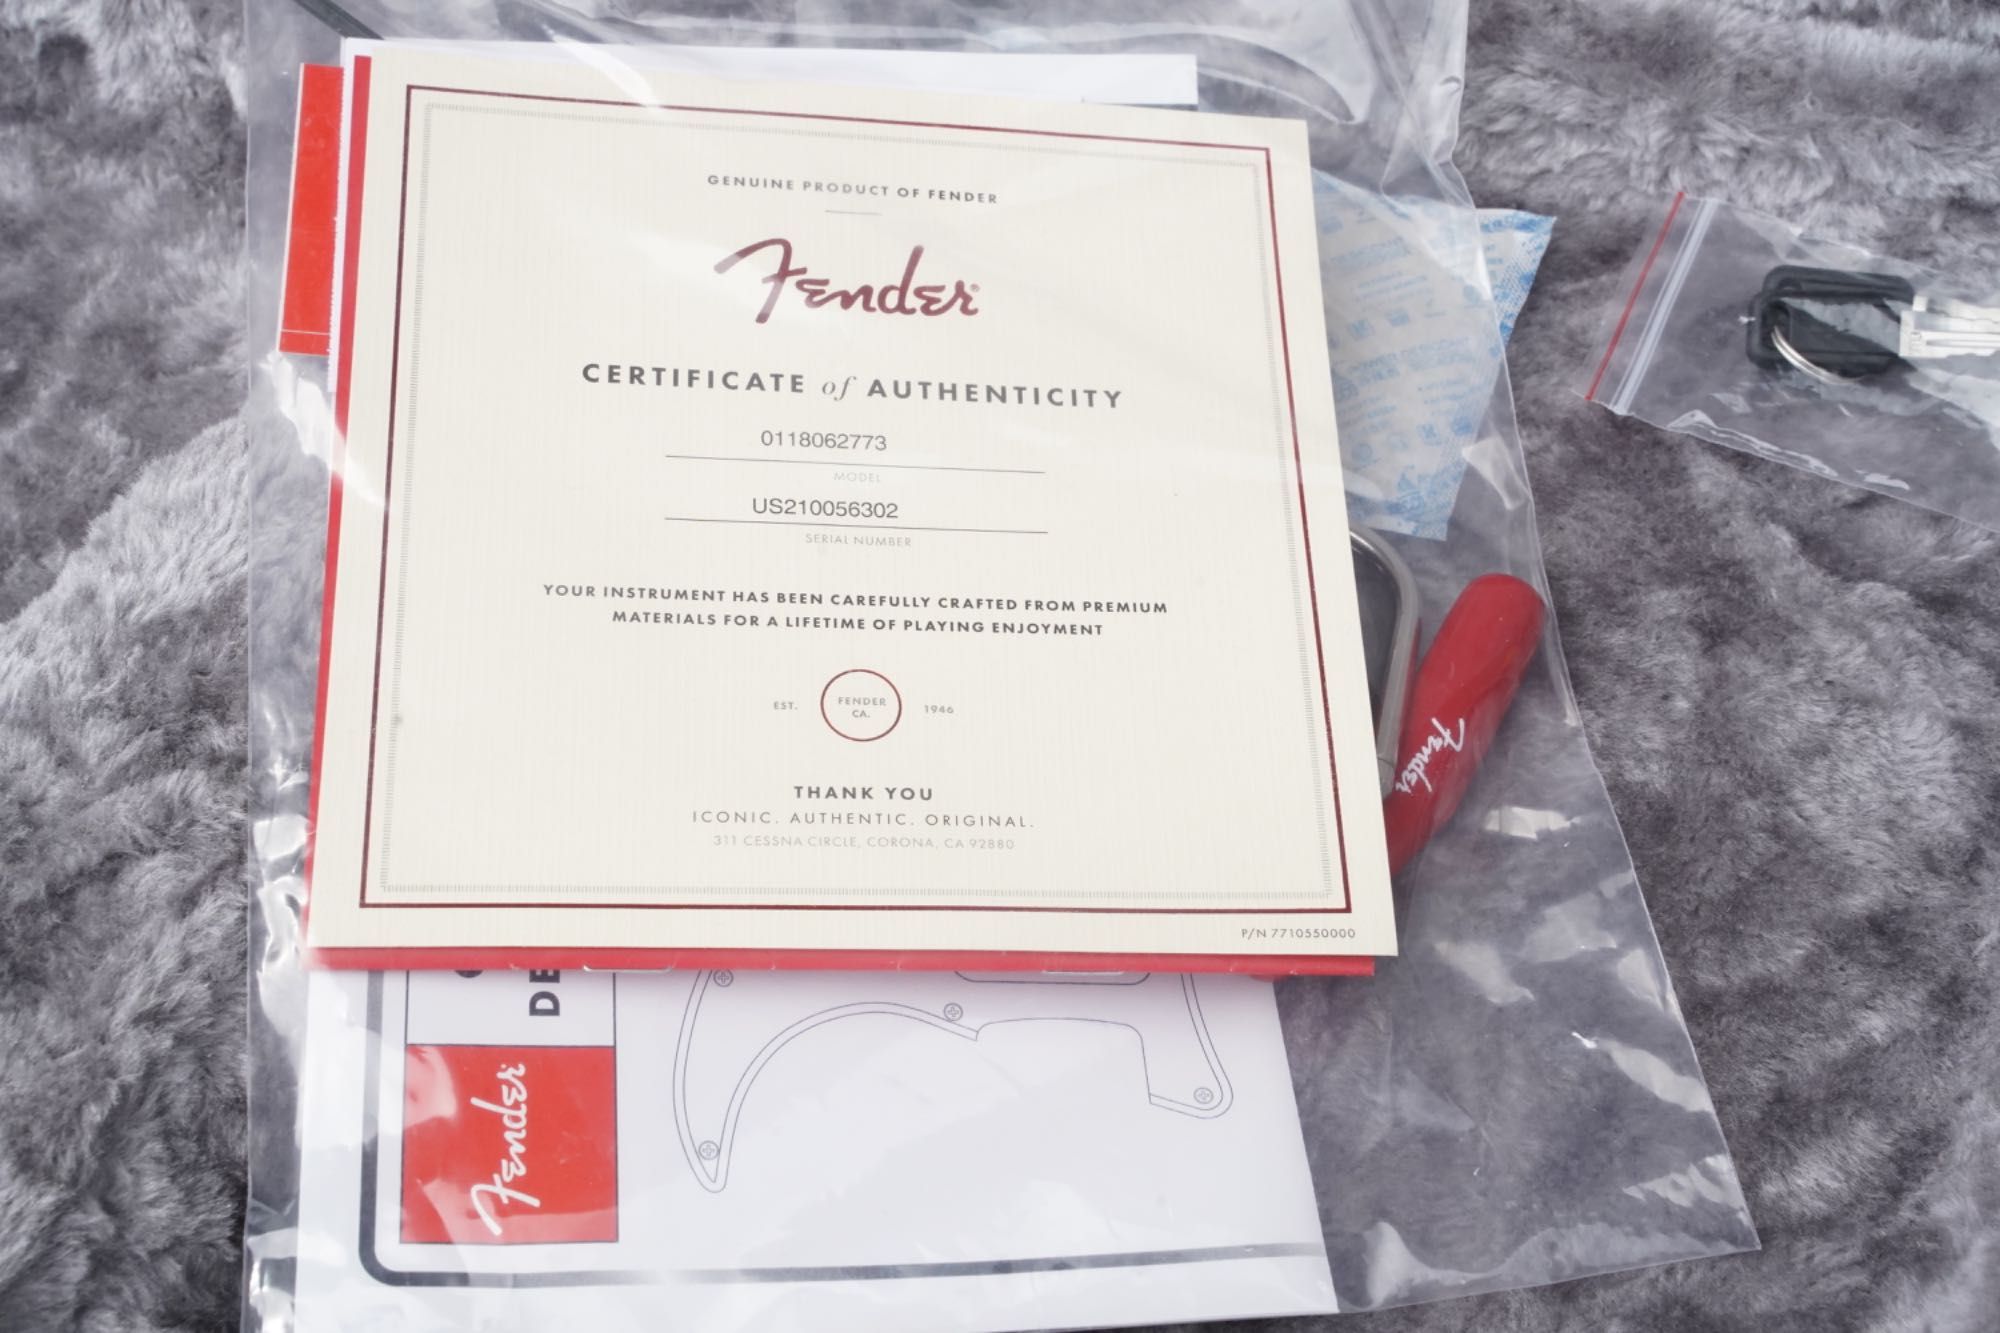 GENUINE PRODUCT OF FENDER
Fender®
CERTIFICATE of AUTHENTICITY
0118062773
MODEL
US210056302
SERIAL NUMBER
YOUR INSTRUMENT HAS BEEN CAREFULLY CRAFTED FROM PREMIUM
MATERIALS FOR A LIFETIME OF PLAYING ENJOYMENT
EST. FENDER CA. 1946
THANK YOU
ICONIC. AUTHENTIC. ORIGINAL.
311 CESSNA CIRCLE, CORONA, CA 92880
P/N 7710550000
Fender
DE
Fender